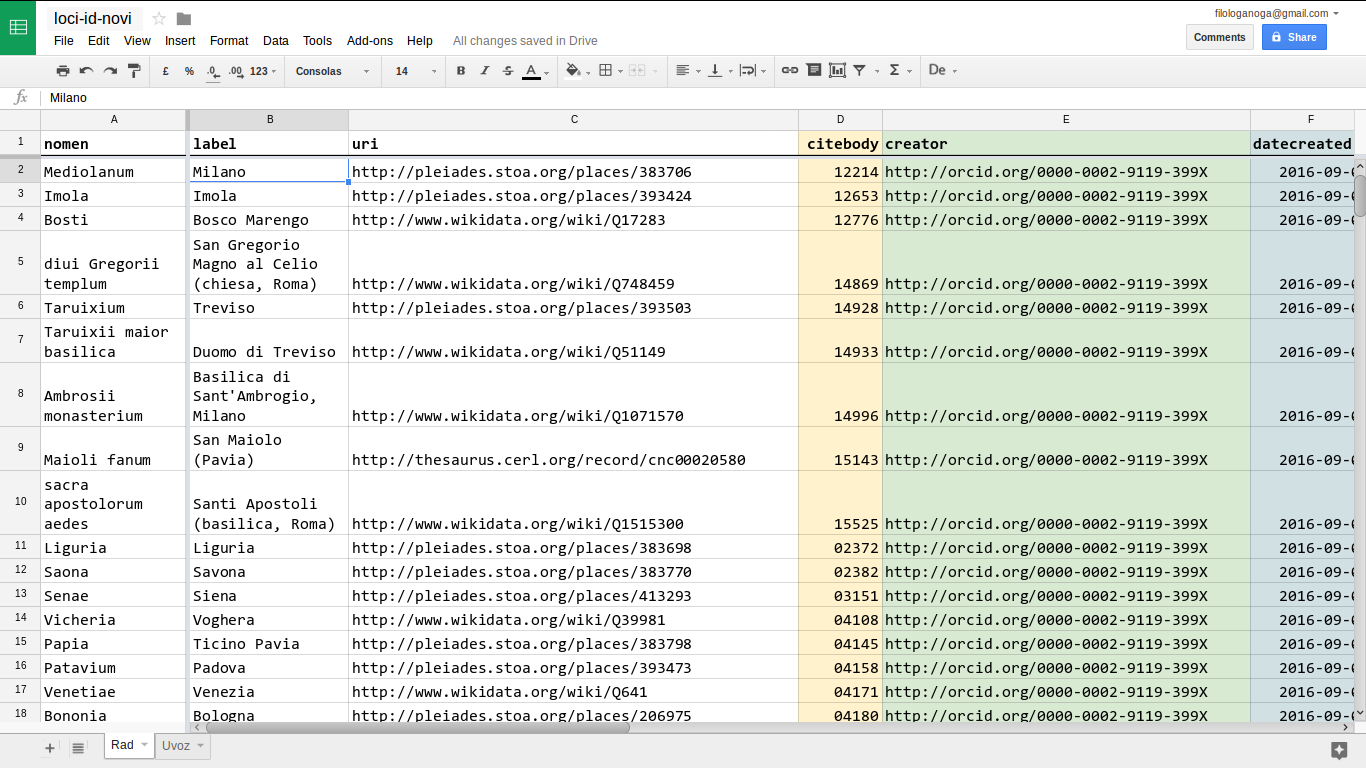 loci-id-novi
filologanoga@gmail.com
File Edit View Insert Format Data Tools Add-ons Help All changes saved in Drive
Comments Share
£ % .0 .00 123 Consolas 14 B I S A Σ De
fx Milano
A B C D E F
1 nomen label uri citebody creator datecreated
2 Mediolanum Milano http://pleiades.stoa.org/places/383706 12214 http://orcid.org/0000-0002-9119-399X 2016-09-
3 Imola Imola http://pleiades.stoa.org/places/393424 12653 http://orcid.org/0000-0002-9119-399X 2016-09-
4 Bosti Bosco Marengo http://www.wikidata.org/wiki/Q17283 12776 http://orcid.org/0000-0002-9119-399X 2016-09-
San Gregorio
5 diui Gregorii Magno al Celio
templum (chiesa, Roma) http://www.wikidata.org/wiki/Q748459 14869 http://orcid.org/0000-0002-9119-399X 2016-09-
6 Taruixium Treviso http://pleiades.stoa.org/places/393503 14928 http://orcid.org/0000-0002-9119-399X 2016-09-
7 Taruixii maior
basilica Duomo di Treviso http://www.wikidata.org/wiki/Q51149 14933 http://orcid.org/0000-0002-9119-399X 2016-09-
Basilica di
8 Ambrosii Sant'Ambrogio,
monasterium Milano http://www.wikidata.org/wiki/Q1071570 14996 http://orcid.org/0000-0002-9119-399X 2016-09-
San Maiolo
9 Maioli fanum (Pavia) http://thesaurus.cerl.org/record/cnc00020580 15143 http://orcid.org/0000-0002-9119-399X 2016-09-
sacra
10 apostolorum Santi Apostoli
aedes (basilica, Roma) http://www.wikidata.org/wiki/Q1515300 15525 http://orcid.org/0000-0002-9119-399X 2016-09-
11 Liguria Liguria http://pleiades.stoa.org/places/383698 02372 http://orcid.org/0000-0002-9119-399X 2016-09-
12 Saona Savona http://pleiades.stoa.org/places/383770 02382 http://orcid.org/0000-0002-9119-399X 2016-09-
13 Senae Siena http://pleiades.stoa.org/places/413293 03151 http://orcid.org/0000-0002-9119-399X 2016-09-
14 Vicheria Voghera http://www.wikidata.org/wiki/Q39981 04108 http://orcid.org/0000-0002-9119-399X 2016-09-
15 Papia Ticino Pavia http://pleiades.stoa.org/places/383798 04145 http://orcid.org/0000-0002-9119-399X 2016-09-
16 Patavium Padova http://pleiades.stoa.org/places/393473 04158 http://orcid.org/0000-0002-9119-399X 2016-09-
17 Venetiae Venezia http://www.wikidata.org/wiki/Q641 04171 http://orcid.org/0000-0002-9119-399X 2016-09-
18 Bononia Bologna http://pleiades.stoa.org/places/206975 04180 http://orcid.org/0000-0002-9119-399X 2016-09-
Rad Uvoz